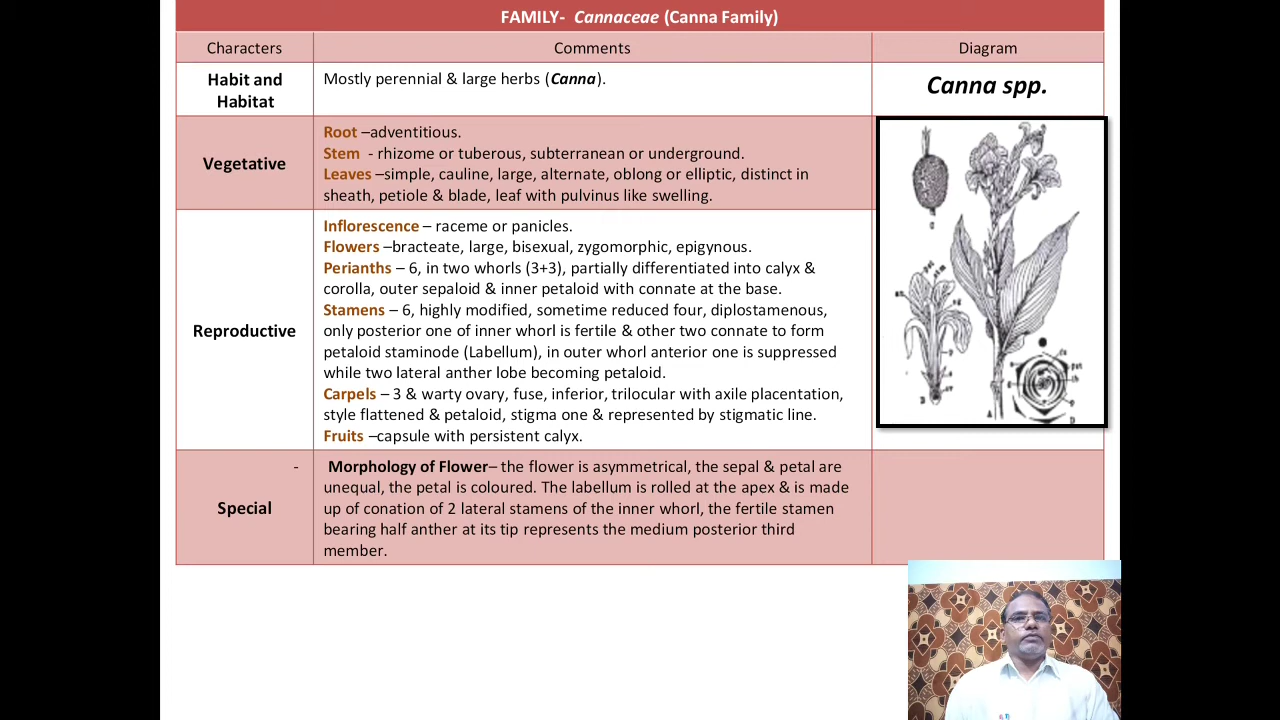 FAMILY- Cannaceae (Canna Family)
Characters
Comments
Diagram
Habit and
Habitat
Mostly perennial & large herbs (Canna).
Canna spp.
Vegetative
Root –adventitious.
Stem - rhizome or tuberous, subterranean or underground.
Leaves –simple, cauline, large, alternate, oblong or elliptic, distinct in
sheath, petiole & blade, leaf with pulvinus like swelling.
Reproductive
Inflorescence – raceme or panicles.
Flowers –bracteate, large, bisexual, zygomorphic, epigynous.
Perianths – 6, in two whorls (3+3), partially differentiated into calyx &
corolla, outer sepaloid & inner petaloid with connate at the base.
Stamens – 6, highly modified, sometime reduced four, diplostamenous,
only posterior one of inner whorl is fertile & other two connate to form
petaloid staminode (Labellum), in outer whorl anterior one is suppressed
while two lateral anther lobe becoming petaloid.
Carpels – 3 & warty ovary, fuse, inferior, trilocular with axile placentation,
style flattened & petaloid, stigma one & represented by stigmatic line.
Fruits –capsule with persistent calyx.
-
Special
Morphology of Flower– the flower is asymmetrical, the sepal & petal are
unequal, the petal is coloured. The labellum is rolled at the apex & is made
up of conation of 2 lateral stamens of the inner whorl, the fertile stamen
bearing half anther at its tip represents the medium posterior third
member.